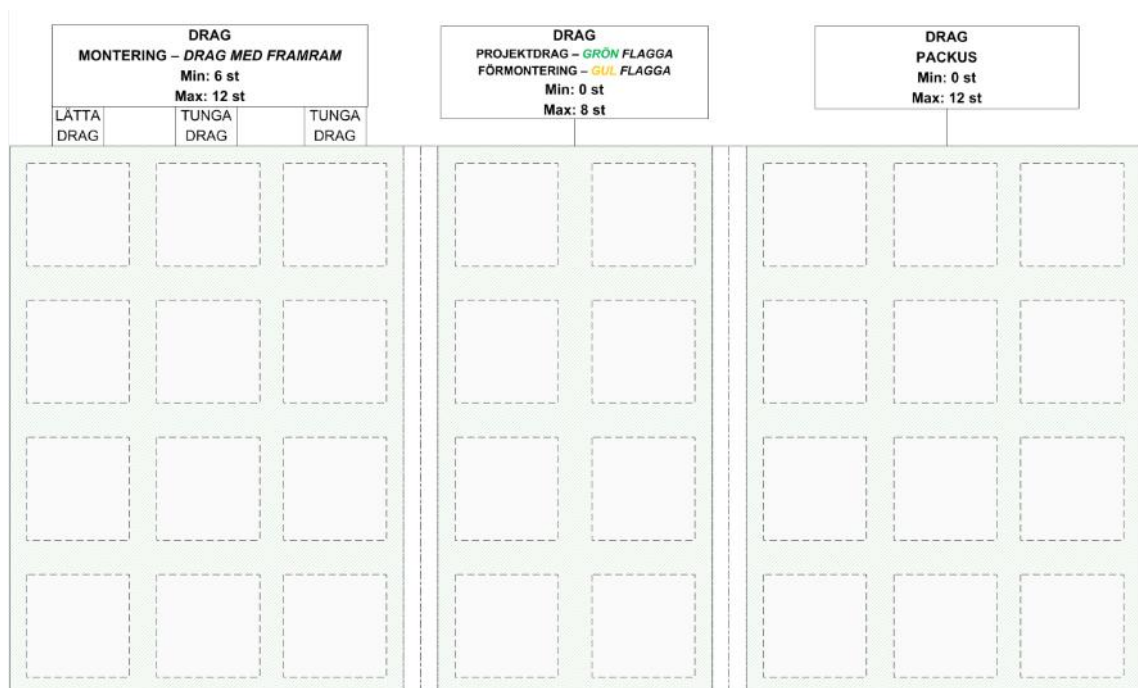 DRAG
MONTERING – DRAG MED FRAMRAM
Min: 6 st
Max: 12 st
LÄTTA
DRAG
TUNGA
DRAG
TUNGA
DRAG
DRAG
PROJEKTDRAG – GRÖN FLAGGA
FÖRMONTERING – GUL FLAGGA
Min: 0 st
Max: 8 st
DRAG
PACKUS
Min: 0 st
Max: 12 st